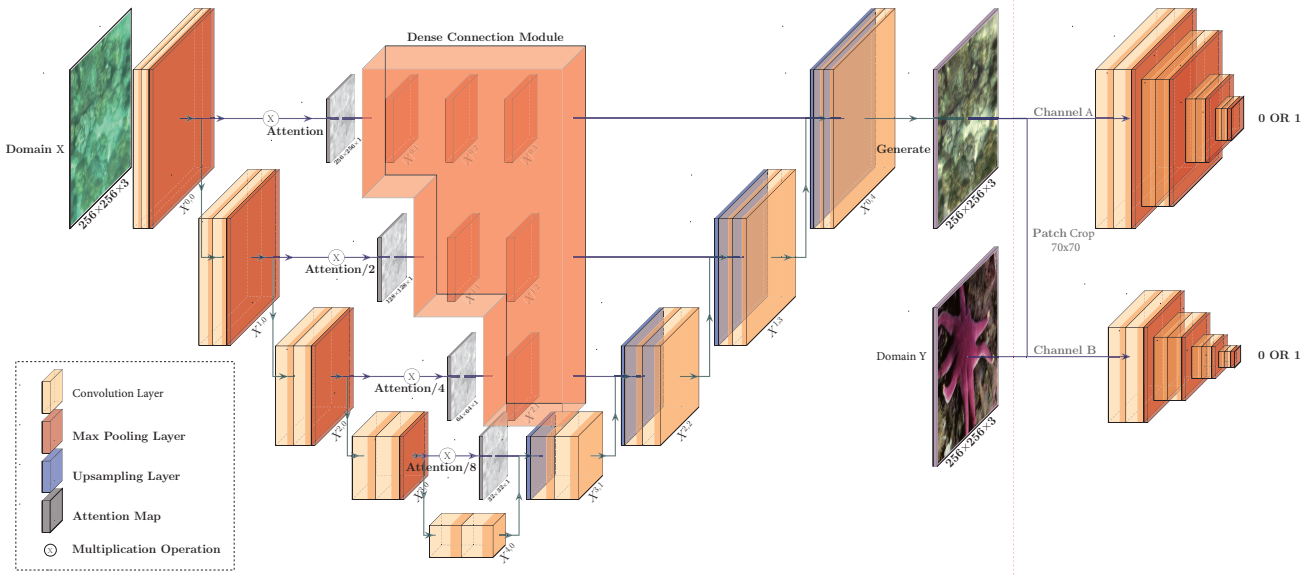 Dense Connection Module
Domain X
256×256×3
X^0,0
X
Attention
256×256×1
X^0,1
X^0,2
X^0,3
X^0,4
Generate
256×256×3
Channel A
0 OR 1
X^1,0
X
Attention/2
128×128×1
X^1,1
X^1,2
X^1,3
Patch Crop
70x70
X^2,0
X
Attention/4
64×64×1
X^2,1
X^2,2
Domain Y
256×256×3
Channel B
0 OR 1
X^3,0
X
Attention/8
32×32×1
X^3,1
X^4,0
Convolution Layer
Max Pooling Layer
Upsampling Layer
Attention Map
X
Multiplication Operation